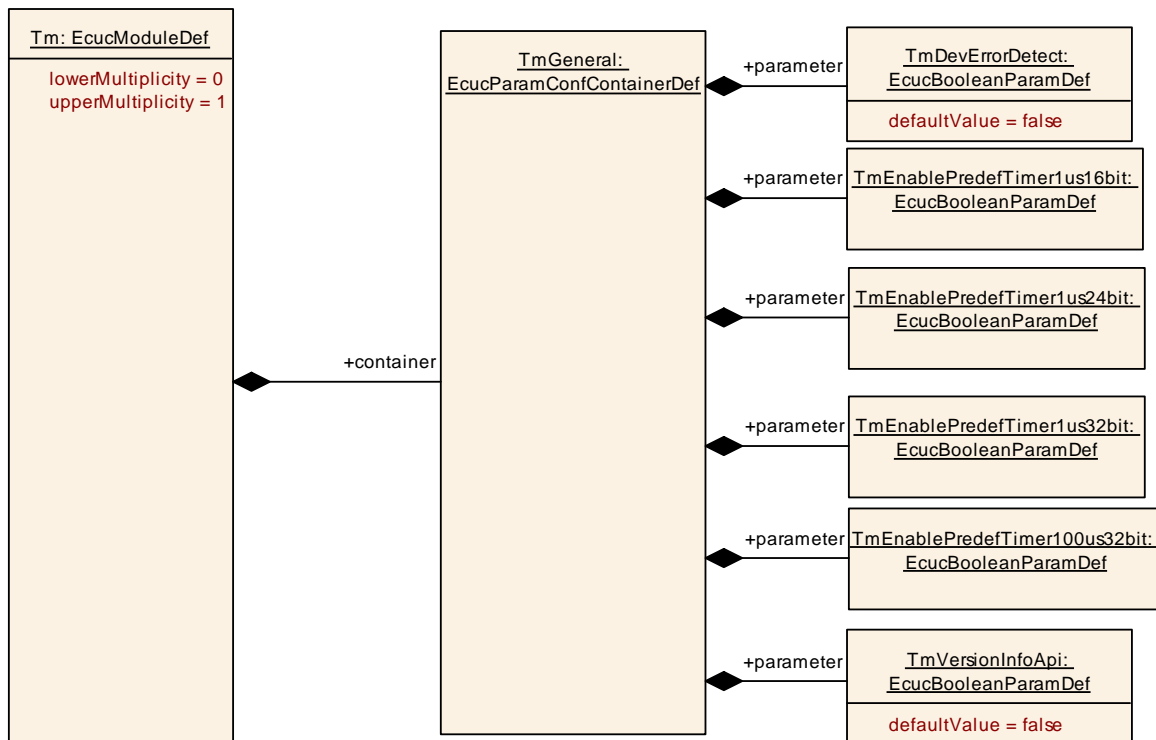 Tm: EcucModuleDef
lowerMultiplicity = 0
upperMultiplicity = 1
+container
TmGeneral:
EcucParamConfContainerDef
+parameter
TmDevErrorDetect:
EcucBooleanParamDef
defaultValue = false
+parameter
TmEnablePredefTimer1us16bit:
EcucBooleanParamDef
+parameter
TmEnablePredefTimer1us24bit:
EcucBooleanParamDef
+parameter
TmEnablePredefTimer1us32bit:
EcucBooleanParamDef
+parameter
TmEnablePredefTimer100us32bit:
EcucBooleanParamDef
+parameter
TmVersionInfoApi:
EcucBooleanParamDef
defaultValue = false